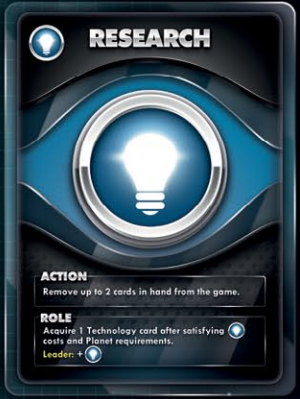 RESEARCH
ACTION
Remove up to 2 cards in hand from the game.
ROLE
Acquire 1 Technology card after satisfying
costs and Planet requirements.
Leader: +